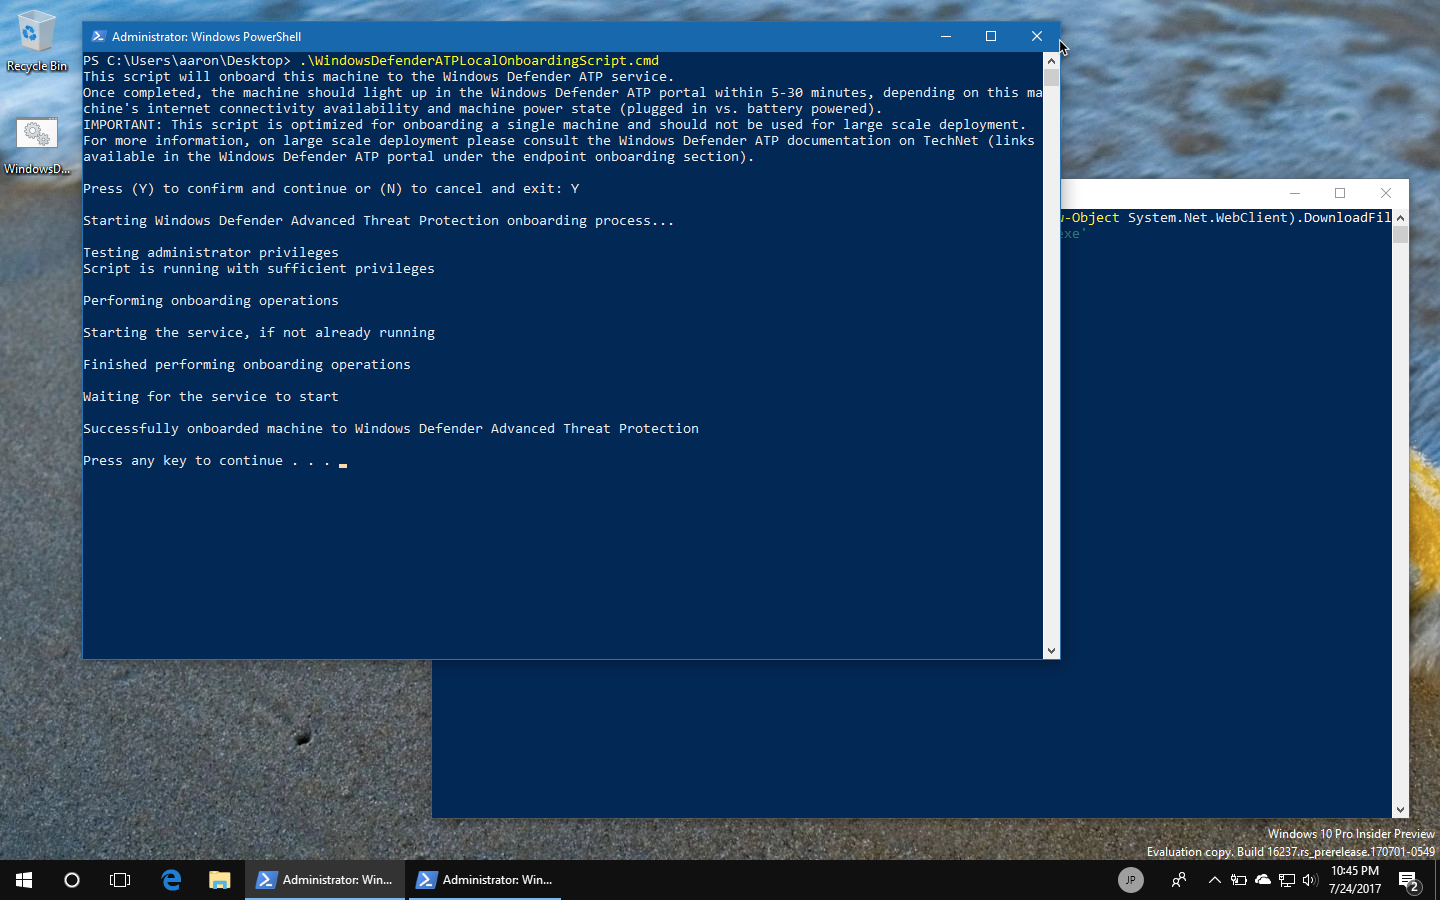 Recycle Bin
WindowsD...
Administrator: Windows PowerShell
PS C:\Users\aaron\Desktop> .\WindowsDefenderATPLocalOnboardingScript.cmd
This script will onboard this machine to the Windows Defender ATP service.
Once completed, the machine should light up in the Windows Defender ATP portal within 5-30 minutes, depending on this ma
chine's internet connectivity availability and machine power state (plugged in vs. battery powered).
IMPORTANT: This script is optimized for onboarding a single machine and should not be used for large scale deployment.
For more information, on large scale deployment please consult the Windows Defender ATP documentation on TechNet (links
available in the Windows Defender ATP portal under the endpoint onboarding section).
Press (Y) to confirm and continue or (N) to cancel and exit: Y
Starting Windows Defender Advanced Threat Protection onboarding process...
Testing administrator privileges
Script is running with sufficient privileges
Performing onboarding operations
Starting the service, if not already running
Finished performing onboarding operations
Waiting for the service to start
Successfully onboarded machine to Windows Defender Advanced Threat Protection
Press any key to continue . . .
w-Object System.Net.WebClient).DownloadFil
exe'
Windows 10 Pro Insider Preview
Evaluation copy. Build 16237.rs_prerelease.170701-0549
Administrator: Win...
Administrator: Win...
JP
10:45 PM
7/24/2017
2